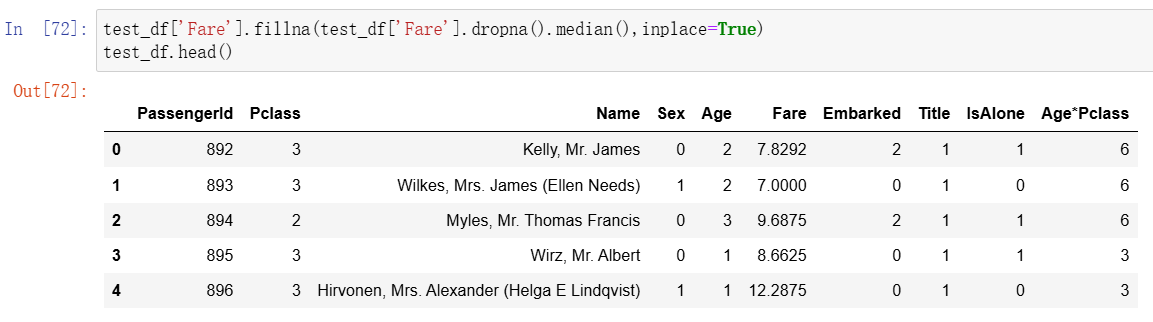 In [72]: test_df['Fare'].fillna(test_df['Fare'].dropna().median(),inplace=True)
test_df.head()
Out[72]:
PassengerId Pclass Name Sex Age Fare Embarked Title IsAlone Age*Pclass
0 892 3 Kelly, Mr. James 0 2 7.8292 2 1 1 6
1 893 3 Wilkes, Mrs. James (Ellen Needs) 1 2 7.0000 0 1 0 6
2 894 2 Myles, Mr. Thomas Francis 0 3 9.6875 2 1 1 6
3 895 3 Wirz, Mr. Albert 0 1 8.6625 0 1 1 3
4 896 3 Hirvonen, Mrs. Alexander (Helga E Lindqvist) 1 1 12.2875 0 1 0 3